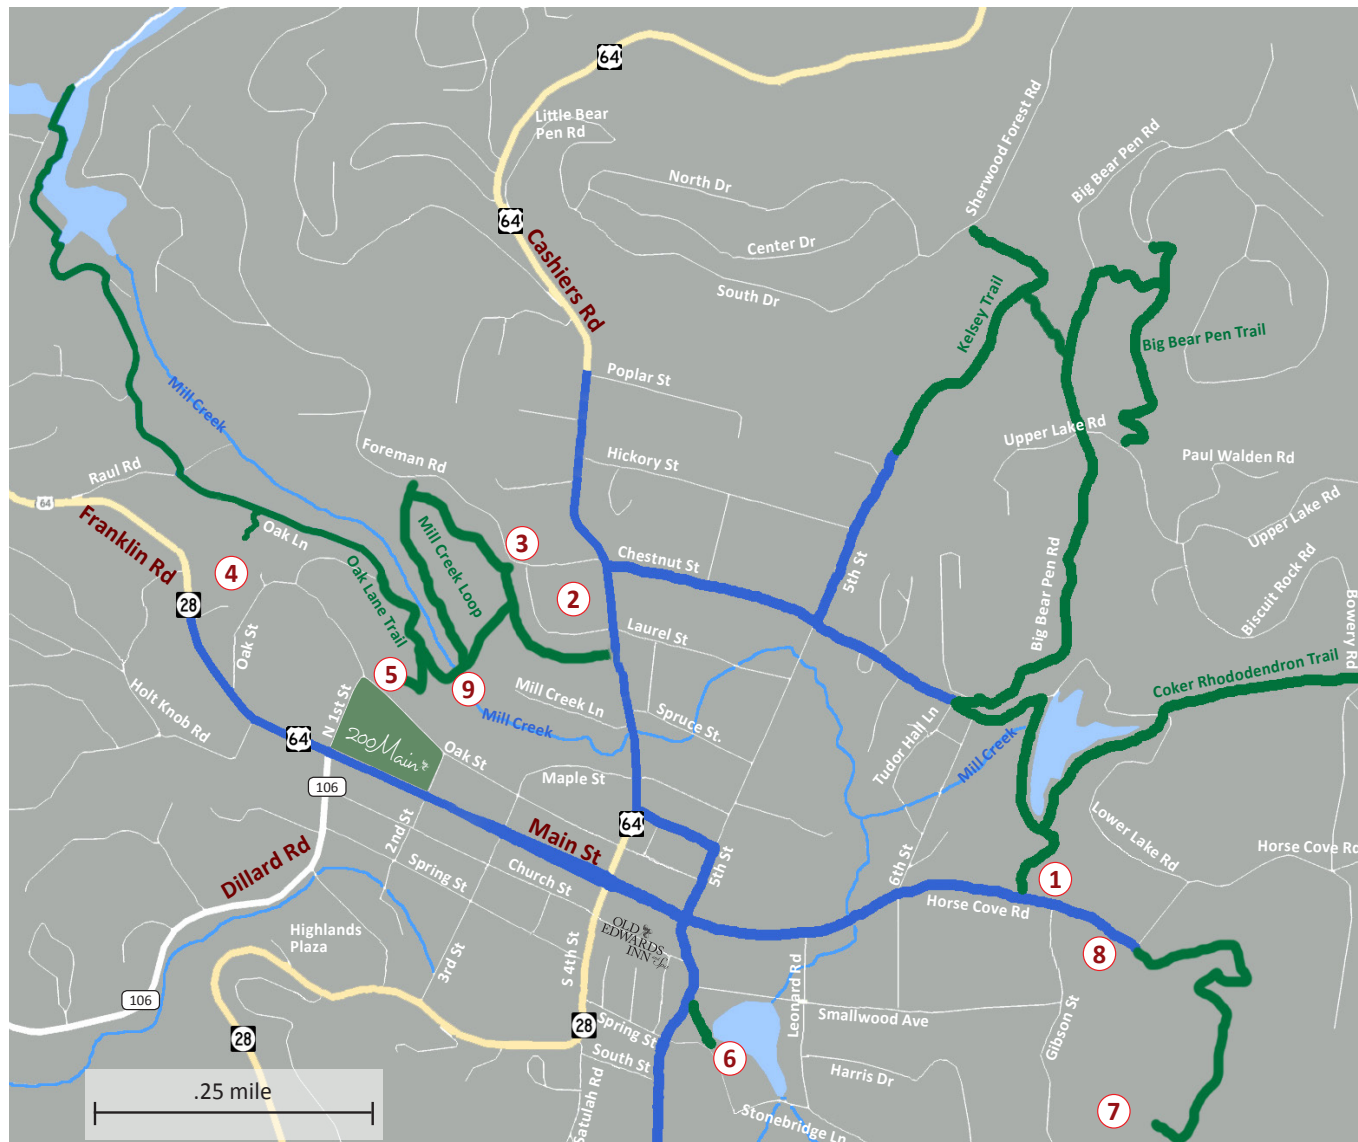 64
Little Bear
Pen Rd
Sherwood Forest Rd
Big Bear Pen Rd
North Dr
64
Cashiers Rd
Center Dr
South Dr
Kelsey Trail
Big Bear Pen Trail
Poplar St
Mill Creek
Upper Lake Rd
Foreman Rd
Hickory St
Paul Walden Rd
Raul Rd
64
Franklin Rd
Upper Lake Rd
Oak Ln
Mill Creek Loop
3
Chestnut St
5th St
4
Oak Lane Trail
2
Big Bear Pen Rd
Biscuit Rock Rd
Bowery Rd
28
Oak St
Laurel St
5
9
Coker Rhododendron Trail
Holt Knob Rd
N 1st St
Mill Creek Ln
Mill Creek
Spruce St.
Tudor Hall Ln
Mill Creek
64
200 Main
Oak St
Maple St
106
64
Main St
2nd St
Lower Lake Rd
Horse Cove Rd
Dillard Rd
Spring St
Church St
5th St
6th St
1
Horse Cove Rd
OLD
EDWARDS
INN
Highlands
Plaza
3rd St
S 4th St
8
Leonard Rd
106
Smallwood Ave
28
28
Spring St
South St
6
Gibson St
Harris Dr
.25 mile
Satulah Rd
Stonebridge Ln
7